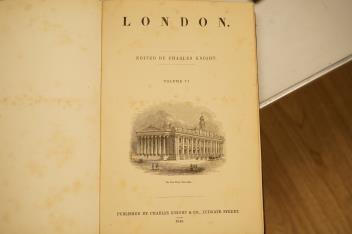 LONDON.
EDITED BY CHARLES KNIGHT.
VOLUME VI
PUBLISHED BY CHARLES KNIGHT & CO., LUDGATE STREET.